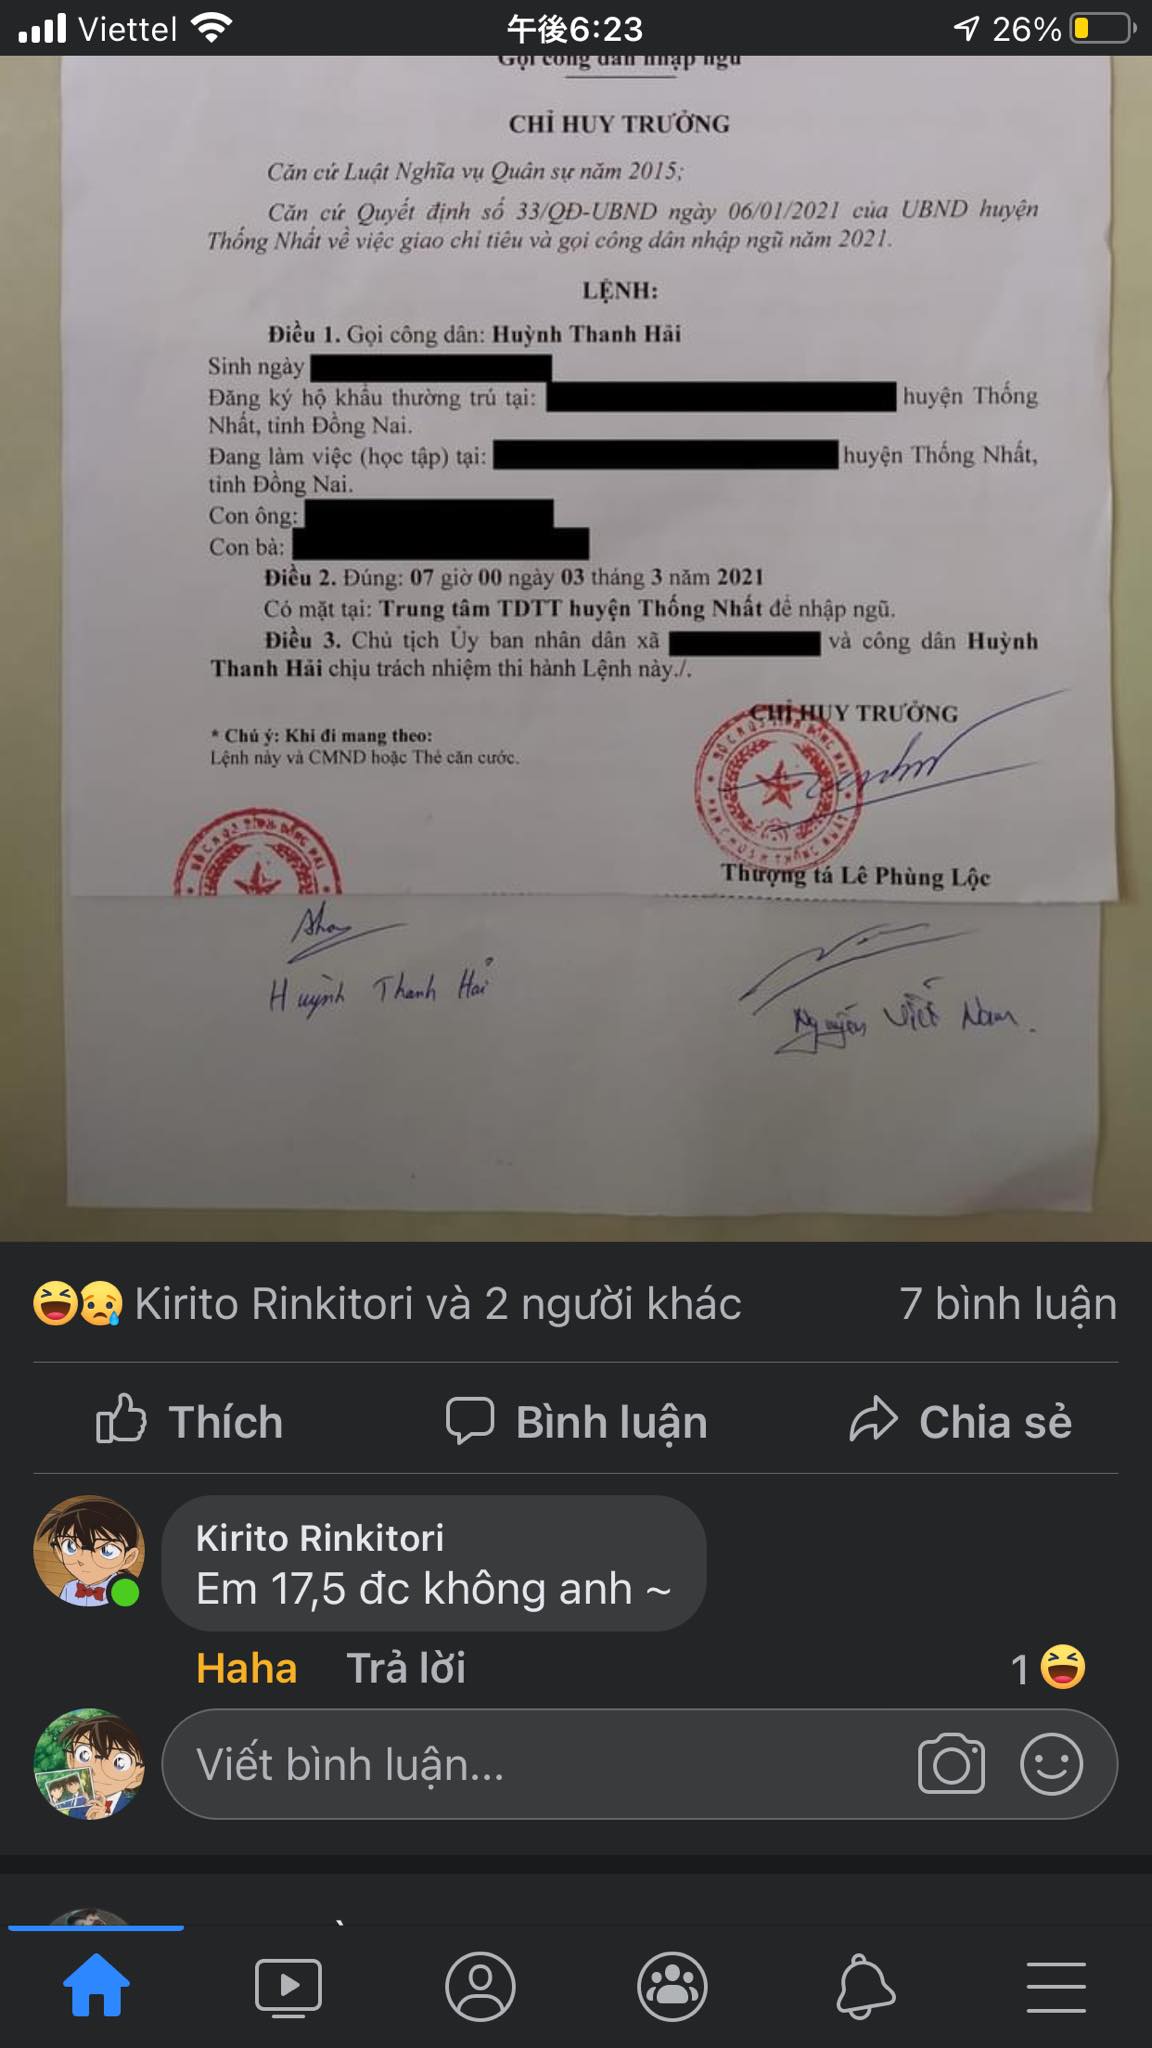 Viettel 午後6:23 26%
Gọi công dân nhập ngũ
CHỈ HUY TRƯỞNG
Căn cứ Luật Nghĩa vụ Quân sự năm 2015;
Căn cứ Quyết định số 33/QĐ-UBND ngày 06/01/2021 của UBND huyện
Thống Nhất về việc giao chỉ tiêu và gọi công dân nhập ngũ năm 2021.
LỆNH:
Điều 1. Gọi công dân: Huỳnh Thanh Hải
Sinh ngày
Đăng ký hộ khẩu thường trú tại: huyện Thống
Nhất, tỉnh Đồng Nai.
Đang làm việc (học tập) tại: huyện Thống Nhất,
tỉnh Đồng Nai.
Con ông:
Con bà:
Điều 2. Đúng: 07 giờ 00 ngày 03 tháng 3 năm 2021
Có mặt tại: Trung tâm TDTT huyện Thống Nhất để nhập ngũ.
Điều 3. Chủ tịch Ủy ban nhân dân xã và công dân Huỳnh
Thanh Hải chịu trách nhiệm thi hành Lệnh này./.
CHỈ HUY TRƯỞNG
* Chú ý: Khi đi mang theo:
Lệnh này và CMND hoặc Thẻ căn cước.
Thượng tá Lê Phùng Lộc
Huỳnh Thanh Hải
Nguyễn Viết Nam.
Kirito Rinkitori và 2 người khác 7 bình luận
Thích Bình luận Chia sẻ
Kirito Rinkitori
Em 17,5 đc không anh ~
Haha Trả lời 1
Viết bình luận...